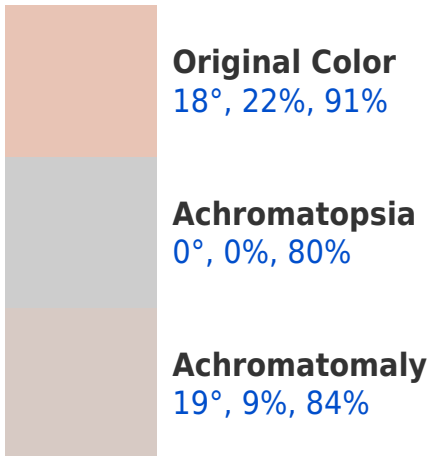 Original Color
18°, 22%, 91%
Achromatopsia
0°, 0%, 80%
Achromatomaly
19°, 9%, 84%